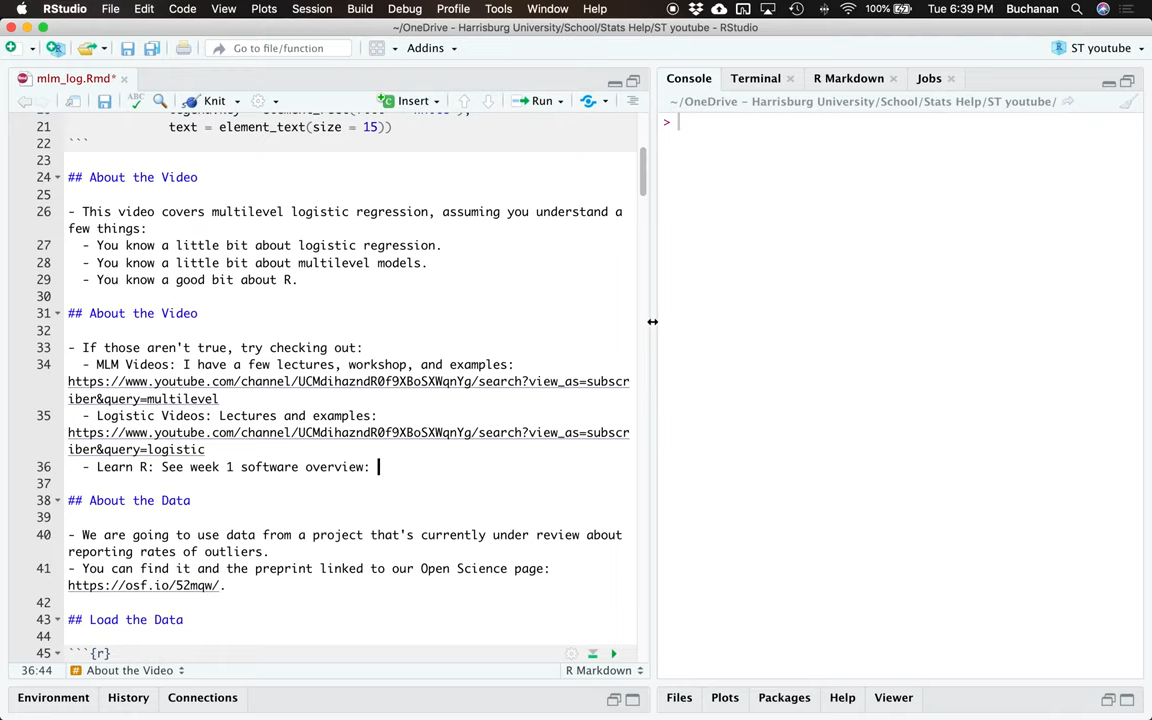 RStudio File Edit Code View Plots Session Build Debug Profile Tools Window Help 100% Tue 6:39 PM Buchanan
~/OneDrive - Harrisburg University/School/Stats Help/ST youtube - RStudio
Go to file/function Addins ST youtube
mlm_log.Rmd*
Knit Insert Run
21 text = element_text(size = 15))
22 ```
23
24 ## About the Video
25
26 - This video covers multilevel logistic regression, assuming you understand a
few things:
27 - You know a little bit about logistic regression.
28 - You know a little bit about multilevel models.
29 - You know a good bit about R.
30
31 ## About the Video
32
33 - If those aren't true, try checking out:
34 - MLM Videos: I have a few lectures, workshop, and examples:
https://www.youtube.com/channel/UCMdihazndR0f9XBoSXWqnYg/search?view_as=subscr
iber&query=multilevel
35 - Logistic Videos: Lectures and examples:
https://www.youtube.com/channel/UCMdihazndR0f9XBoSXWqnYg/search?view_as=subscr
iber&query=logistic
36 - Learn R: See week 1 software overview:
37
38 ## About the Data
39
40 - We are going to use data from a project that's currently under review about
reporting rates of outliers.
41 - You can find it and the preprint linked to our Open Science page:
https://osf.io/52mqw/.
42
43 ## Load the Data
44
45 ```{r}
36:44 # About the Video R Markdown
Environment History Connections
Console Terminal R Markdown Jobs
~/OneDrive - Harrisburg University/School/Stats Help/ST youtube/
>
Files Plots Packages Help Viewer